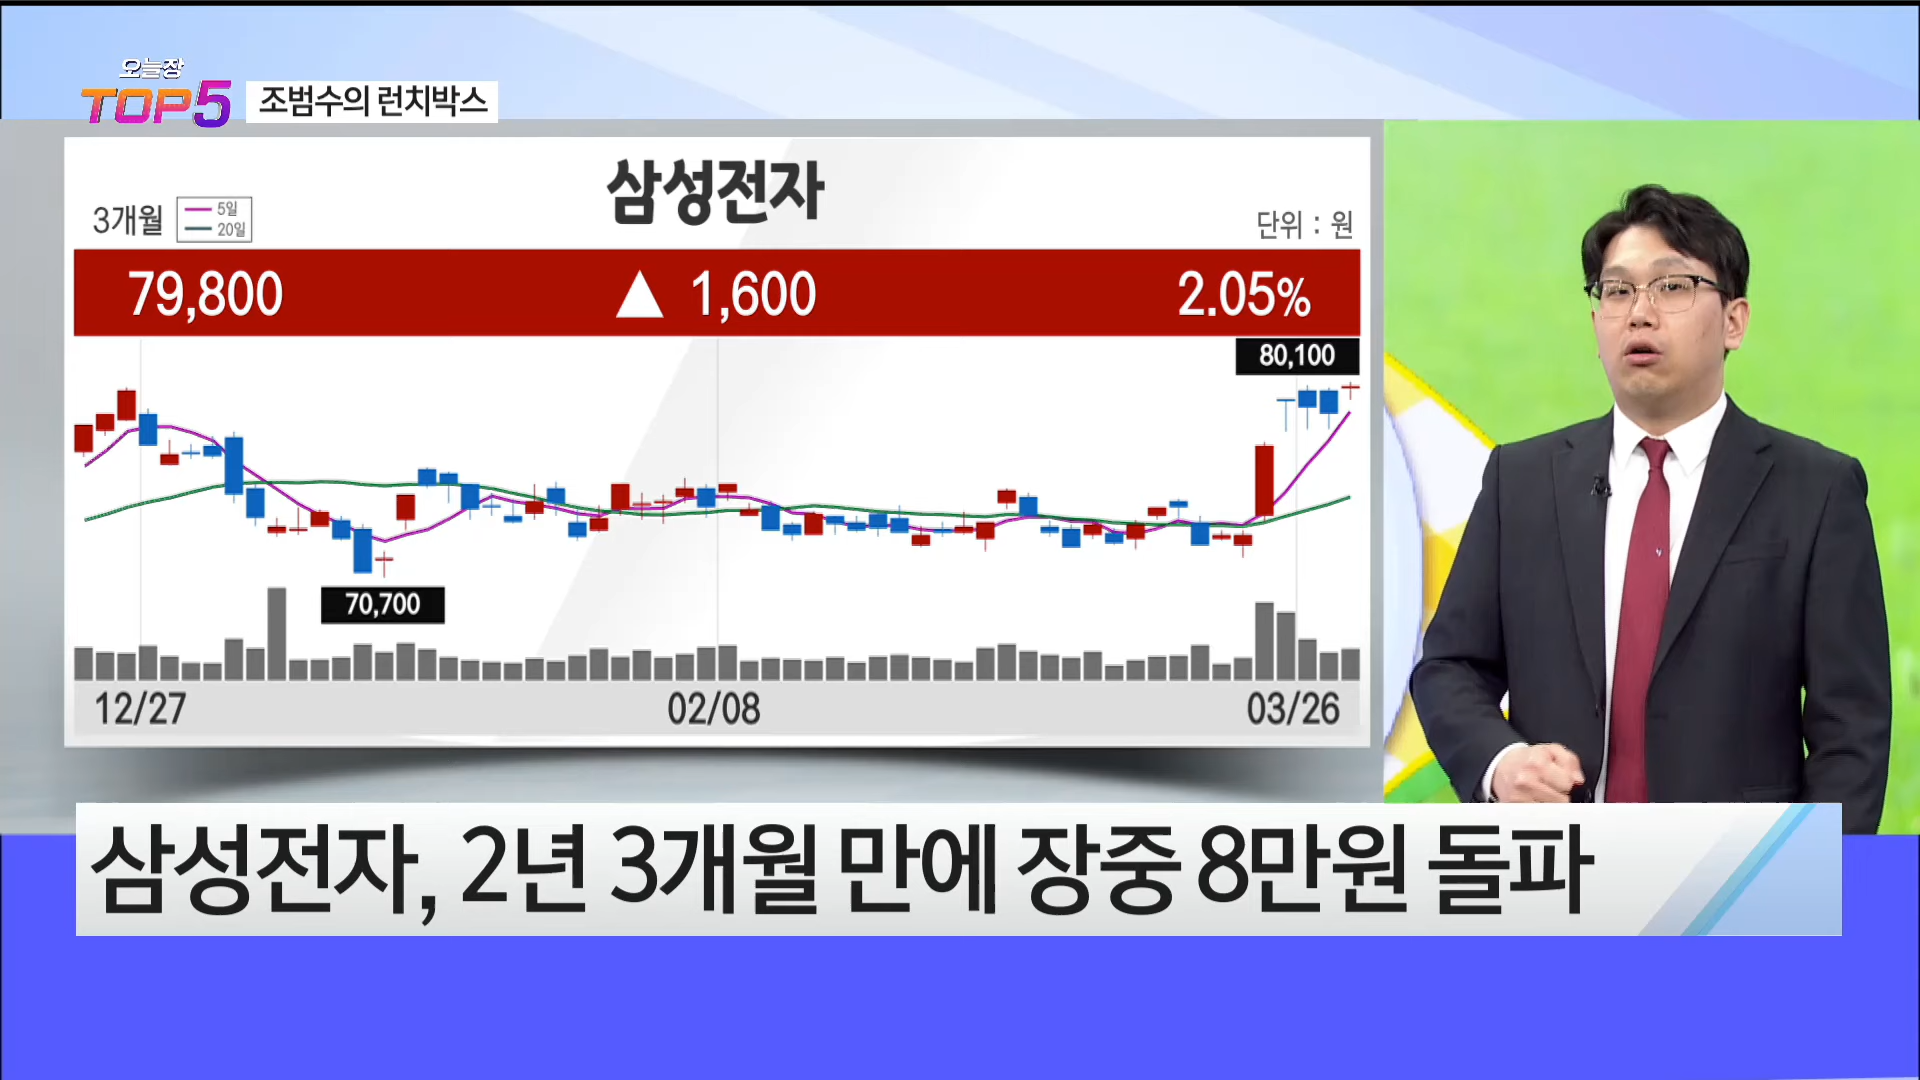 오늘장
TOP5
조범수의 런치박스
삼성전자
3개월
5일
20일
단위 : 원
79,800 ▲ 1,600 2.05%
80,100
70,700
12/27 02/08 03/26
삼성전자, 2년 3개월 만에 장중 8만원 돌파